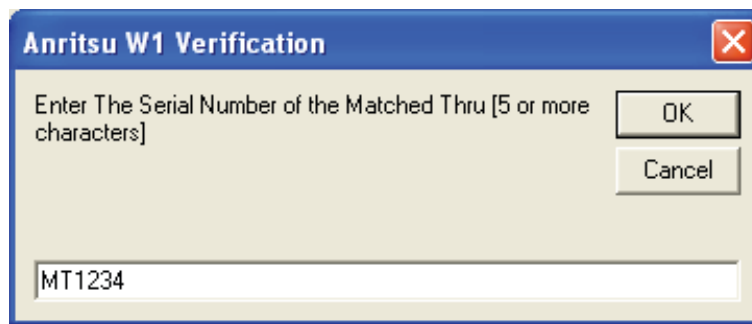 Anritsu W1 Verification
Enter The Serial Number of the Matched Thru [5 or more
characters]
OK
Cancel
MT1234